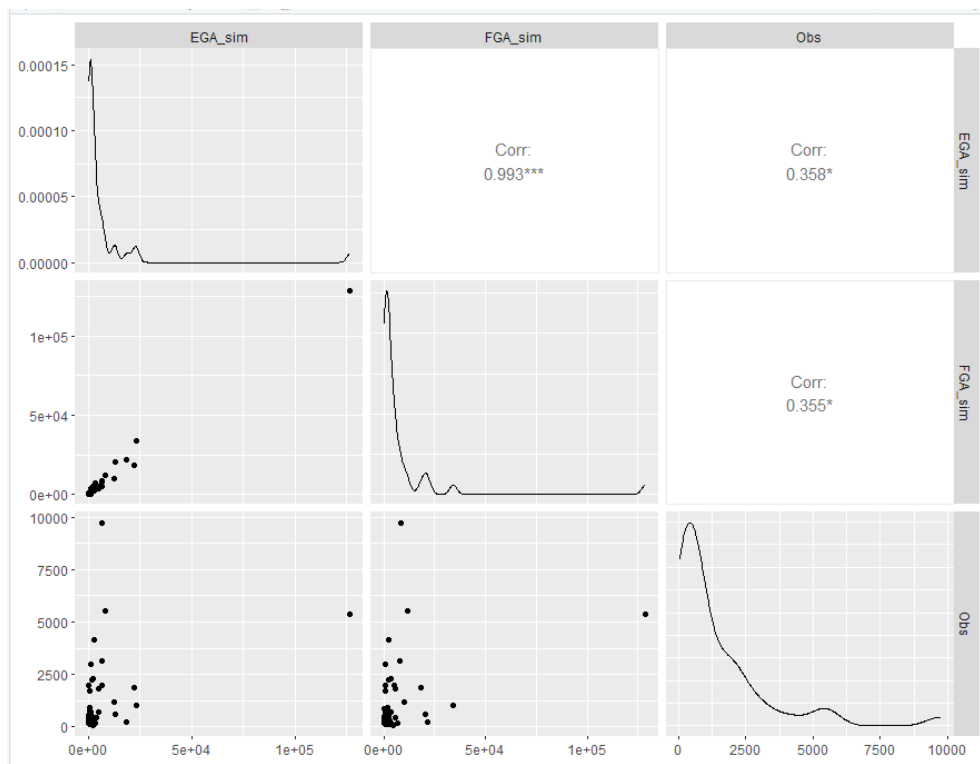 EGA_sim
FGA_sim
Obs
0.00015
0.00010
0.00005
0.00000
Corr:
0.993***
Corr:
0.358*
EGA_sim
1e+05
5e+04
0e+00
Corr:
0.355*
FGA_sim
10000
7500
5000
2500
0
Obs
0e+00
5e+04
1e+05
0e+00
5e+04
1e+05
0
2500
5000
7500
10000